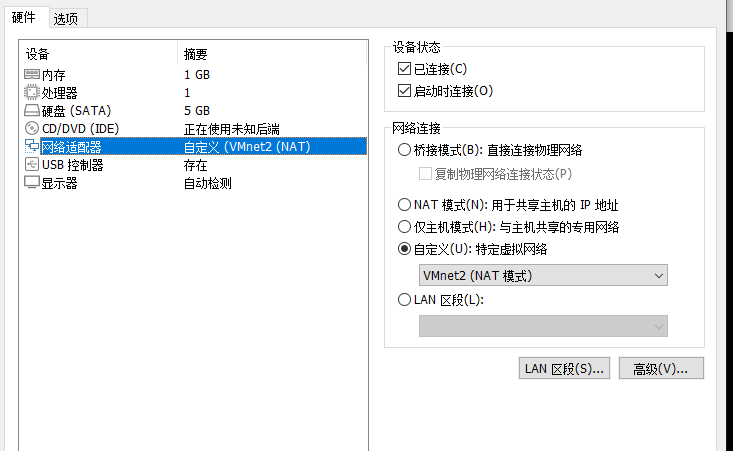 硬件 选项
设备 摘要
内存 1 GB
处理器 1
硬盘 (SATA) 5 GB
CD/DVD (IDE) 正在使用未知后端
网络适配器 自定义 (VMnet2 (NAT)
USB 控制器 存在
显示器 自动检测
设备状态
已连接(C)
启动时连接(O)
网络连接
桥接模式(B): 直接连接物理网络
复制物理网络连接状态(P)
NAT 模式(N): 用于共享主机的 IP 地址
仅主机模式(H): 与主机共享的专用网络
自定义(U): 特定虚拟网络
VMnet2 (NAT 模式)
LAN 区段(L):
LAN 区段(S)... 高级(V)...